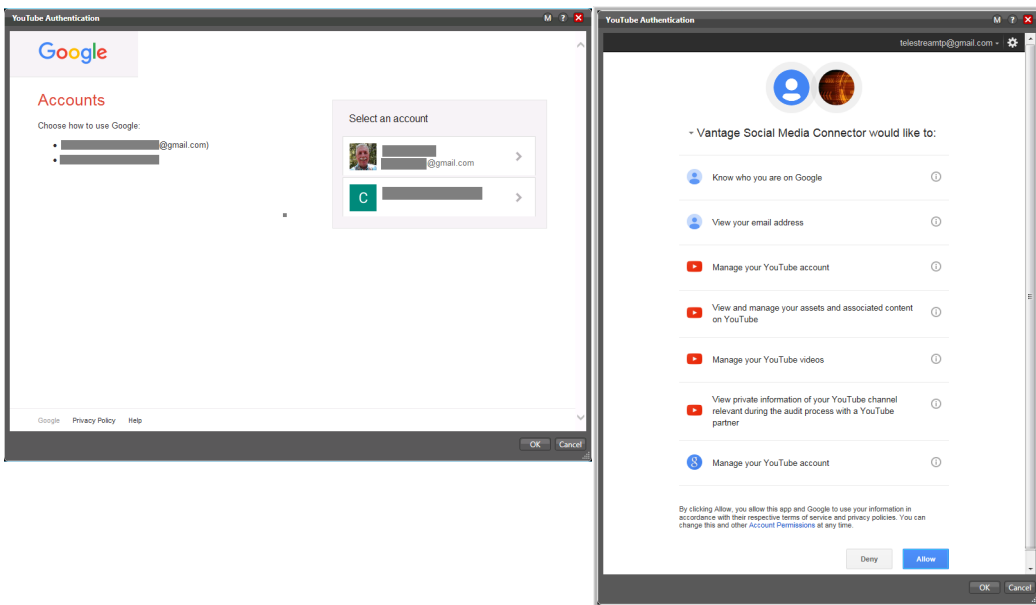 YouTube Authentication
M ? X
Google
Accounts
Choose how to use Google:
@gmail.com)
Select an account
@gmail.com
C
Google Privacy Policy Help
OK Cancel
YouTube Authentication
M ? X
telestreamtp@gmail.com
Vantage Social Media Connector would like to:
Know who you are on Google
View your email address
Manage your YouTube account
View and manage your assets and associated content
on YouTube
Manage your YouTube videos
View private information of your YouTube channel
relevant during the audit process with a YouTube
partner
8 Manage your YouTube account
By clicking Allow, you allow this app and Google to use your information in
accordance with their respective terms of service and privacy policies. You can
change this and other Account Permissions at any time.
Deny Allow
OK Cancel